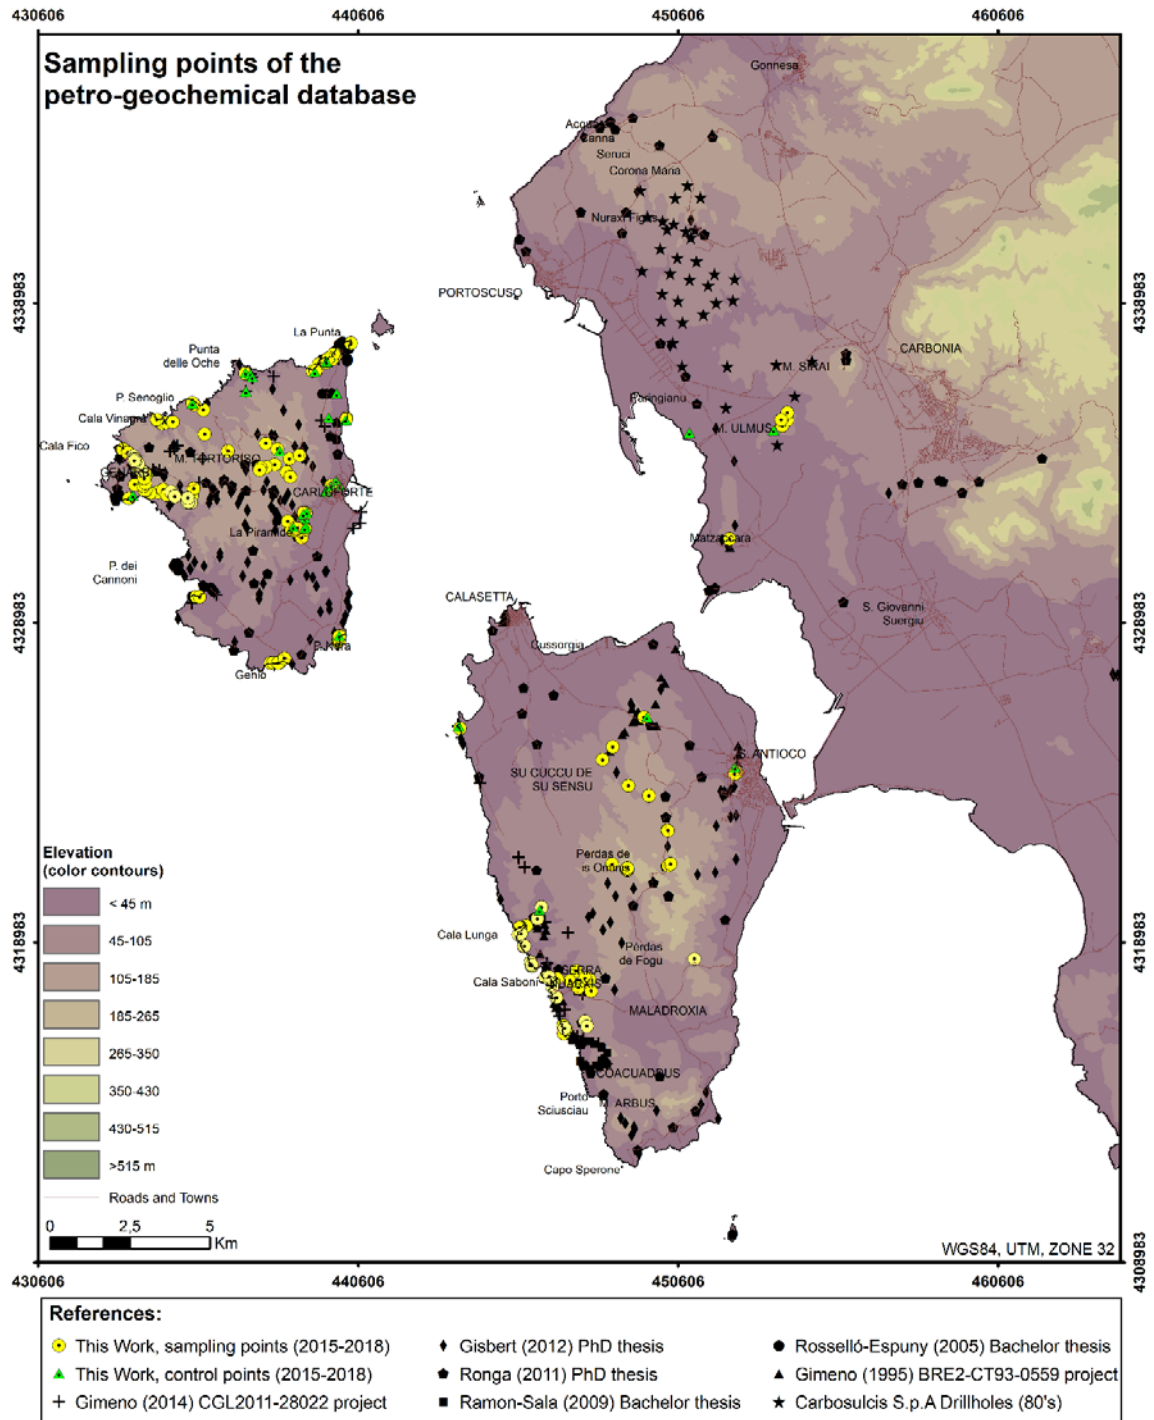 430606 440606 450606 460606
Sampling points of the
petro-geochemical database
Gonnesa
Seruci
Corona Maria
Nuraxi Figus
PORTOSCUSO
4338983 4338983
La Punta
Punta
delle Oche
CARBONIA
M. SIRAI
P. Senoglio
Paringianu
Cala Vinagra
M. ULMUS
Cala Fico
M. TORTORISO
CARLOFORTE
La Piramide
Matzaccara
P. dei
Cannoni
CALASETTA
S. Giovanni
Suergiu
4328983 4328983
Cussorgia
P. Nera
Genio
S. ANTIOCO
SU CUCCU DE
SU SENSU
Elevation
(color contours)
Perdas de
< 45 m
45-105
4318983 4318983
Cala Lunga
Perdas
de Fogu
105-185
SERRA
Cala Saboni
MALADROXIA
185-265
265-350
COACUADDUS
350-430
Porto
Sciusciau
M. ARBUS
430-515
>515 m
Capo Sperone
Roads and Towns
0 2,5 5
Km
WGS84, UTM, ZONE 32
4308983 4308983
430606 440606 450606 460606
References:
This Work, sampling points (2015-2018)
Gisbert (2012) PhD thesis
Rosselló-Espuny (2005) Bachelor thesis
This Work, control points (2015-2018)
Ronga (2011) PhD thesis
Gimeno (1995) BRE2-CT93-0559 project
Gimeno (2014) CGL2011-28022 project
Ramon-Sala (2009) Bachelor thesis
Carbosulcis S.p.A Drillholes (80's)